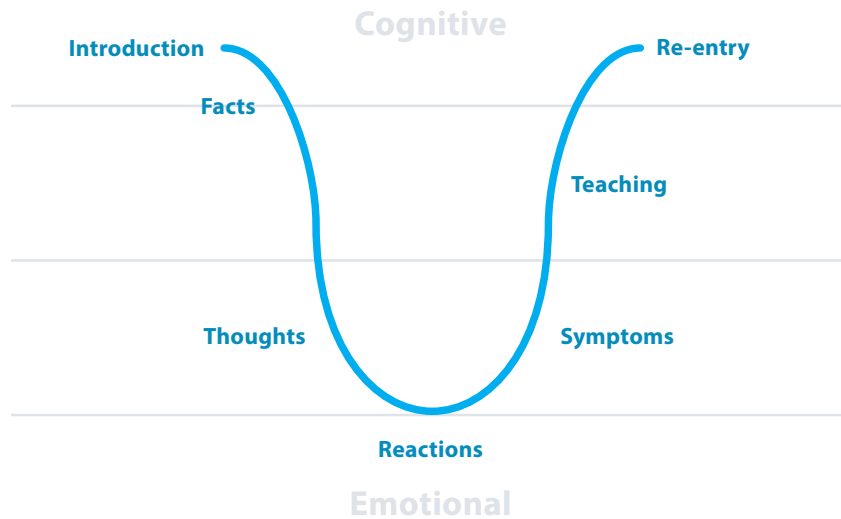 Cognitive
Introduction
Re-entry
Facts
Teaching
Thoughts
Symptoms
Reactions
Emotional